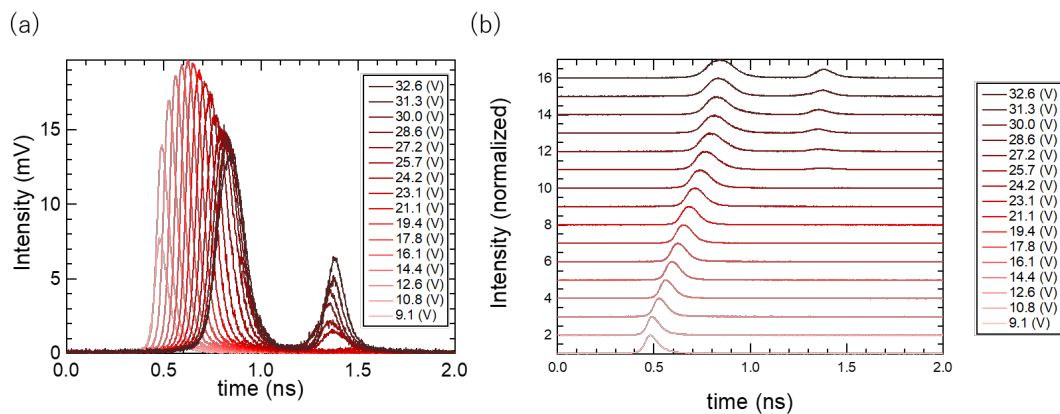 (a)
Intensity (mV)
15
10
5
0
0.0
0.5
1.0
1.5
2.0
time (ns)
32.6 (V)
31.3 (V)
30.0 (V)
28.6 (V)
27.2 (V)
25.7 (V)
24.2 (V)
23.1 (V)
21.1 (V)
19.4 (V)
17.8 (V)
16.1 (V)
14.4 (V)
12.6 (V)
10.8 (V)
9.1 (V)
(b)
Intensity (normalized)
16
14
12
10
8
6
4
2
0.0
0.5
1.0
1.5
2.0
time (ns)
32.6 (V)
31.3 (V)
30.0 (V)
28.6 (V)
27.2 (V)
25.7 (V)
24.2 (V)
23.1 (V)
21.1 (V)
19.4 (V)
17.8 (V)
16.1 (V)
14.4 (V)
12.6 (V)
10.8 (V)
9.1 (V)